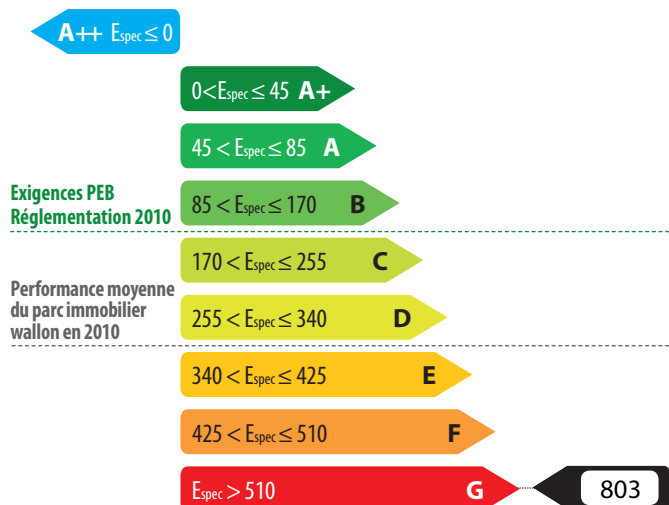 A++ Espec ≤ 0
0<Espec ≤ 45 A+
45 < Espec ≤ 85 A
Exigences PEB
Réglementation 2010
85 < Espec ≤ 170 B
170 < Espec ≤ 255 C
Performance moyenne
du parc immobilier
wallon en 2010
255 < Espec ≤ 340 D
340 < Espec ≤ 425 E
425 < Espec ≤ 510 F
Espec > 510 G
803